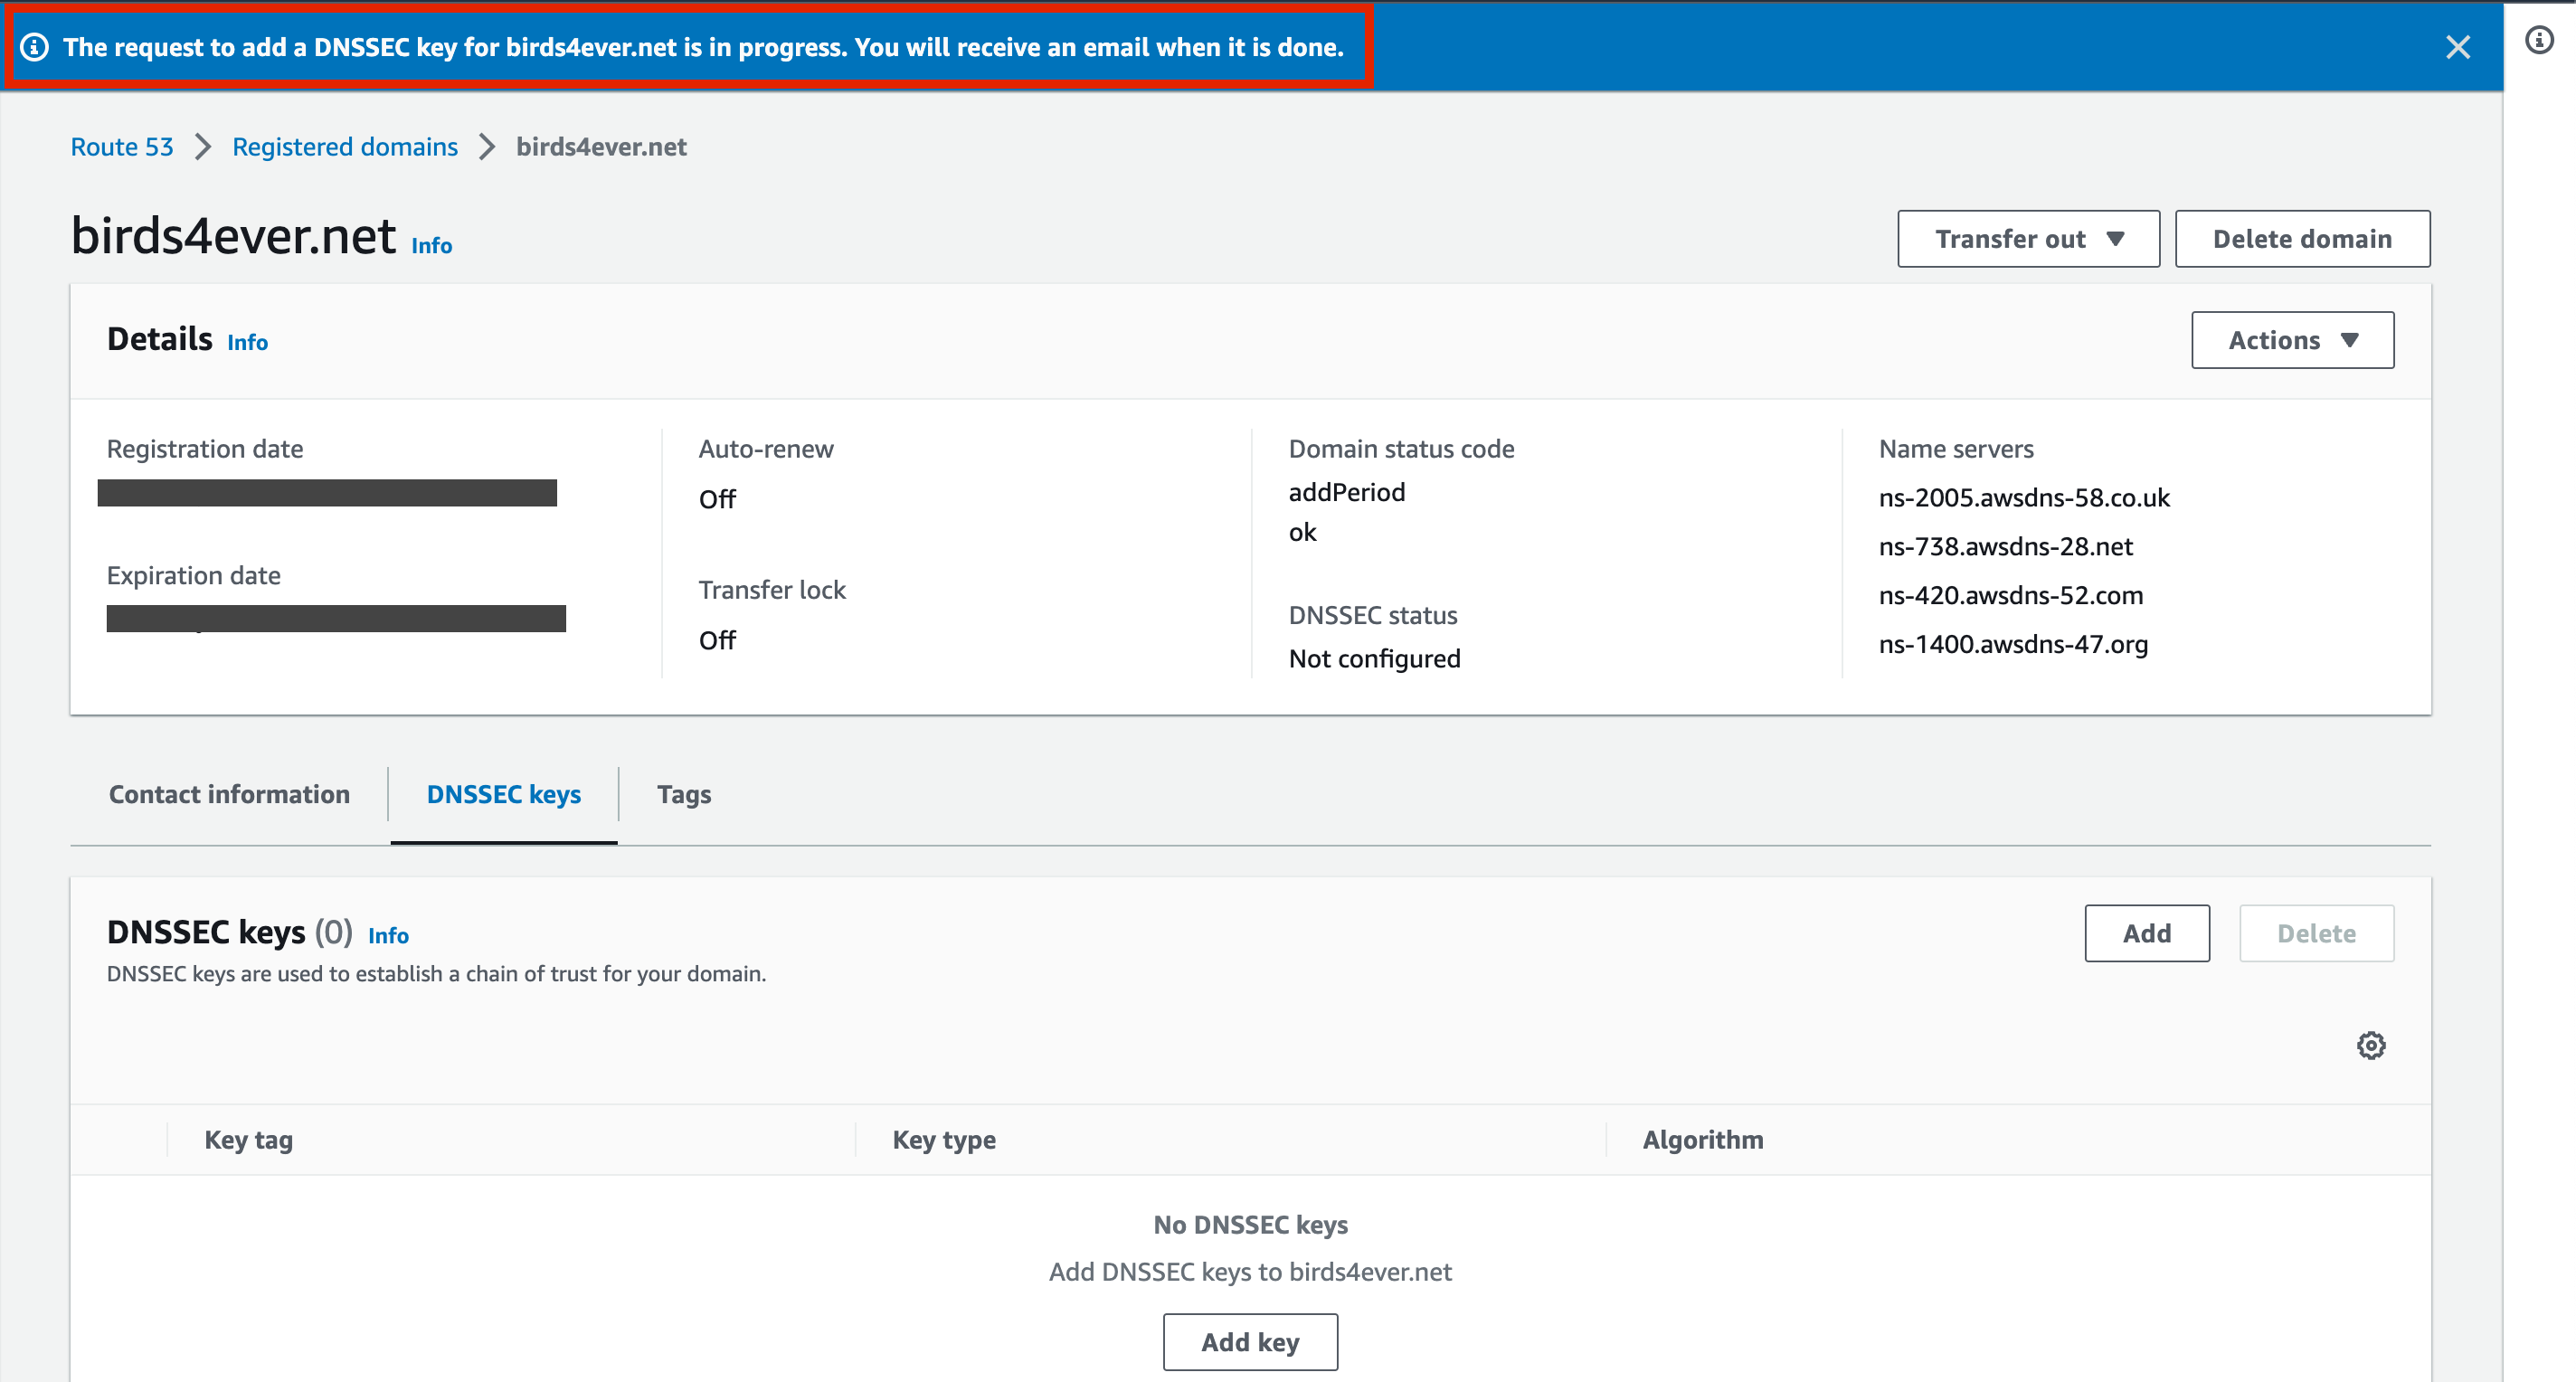 The request to add a DNSSEC key for birds4ever.net is in progress. You will receive an email when it is done.
Route 53 > Registered domains > birds4ever.net
birds4ever.net Info
Transfer out
Delete domain
Details Info
Actions
Registration date
Expiration date
Auto-renew
Off
Transfer lock
Off
Domain status code
addPeriod
ok
DNSSEC status
Not configured
Name servers
ns-2005.awsdns-58.co.uk
ns-738.awsdns-28.net
ns-420.awsdns-52.com
ns-1400.awsdns-47.org
Contact information
DNSSEC keys
Tags
DNSSEC keys (0) Info
DNSSEC keys are used to establish a chain of trust for your domain.
Add
Delete
Key tag
Key type
Algorithm
No DNSSEC keys
Add DNSSEC keys to birds4ever.net
Add key